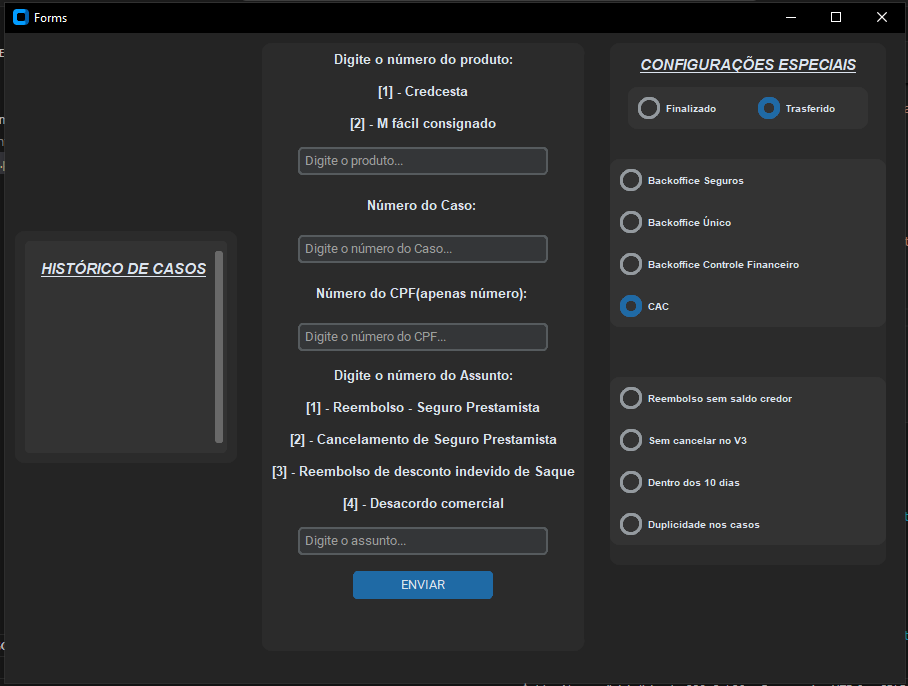 Forms
HISTÓRICO DE CASOS
Digite o número do produto:
[1] - Credcesta
[2] - M fácil consignado
Digite o produto...
Número do Caso:
Digite o número do Caso...
Número do CPF(apenas número):
Digite o número do CPF...
Digite o número do Assunto:
[1] - Reembolso - Seguro Prestamista
[2] - Cancelamento de Seguro Prestamista
[3] - Reembolso de desconto indevido de Saque
[4] - Desacordo comercial
Digite o assunto...
ENVIAR
CONFIGURAÇÕES ESPECIAIS
Finalizado
Trasferido
Backoffice Seguros
Backoffice Único
Backoffice Controle Financeiro
CAC
Reembolso sem saldo credor
Sem cancelar no V3
Dentro dos 10 dias
Duplicidade nos casos